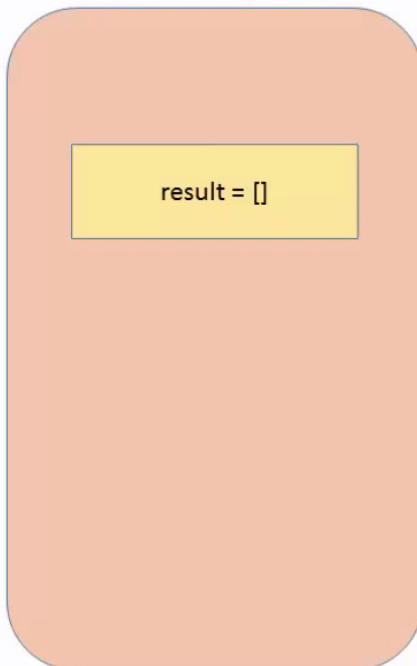 result = []